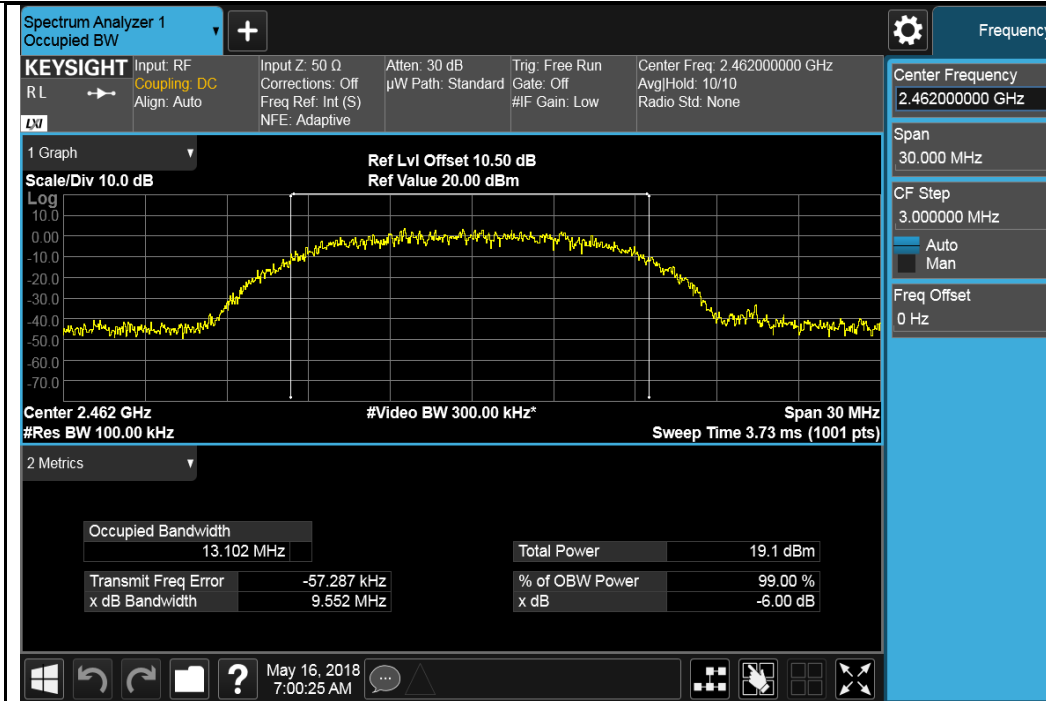 Spectrum Analyzer 1
Occupied BW
+
Frequency
KEYSIGHT
R L
LXI
Input: RF
Coupling: DC
Align: Auto
Input Z: 50 Ω
Corrections: Off
Freq Ref: Int (S)
NFE: Adaptive
Atten: 30 dB
µW Path: Standard
Trig: Free Run
Gate: Off
#IF Gain: Low
Center Freq: 2.462000000 GHz
Avg|Hold: 10/10
Radio Std: None
Center Frequency
2.462000000 GHz
Span
30.000 MHz
CF Step
3.000000 MHz
Auto
Man
Freq Offset
0 Hz
1 Graph
Scale/Div 10.0 dB
Ref Lvl Offset 10.50 dB
Ref Value 20.00 dBm
Log
10.0
0.00
-10.0
-20.0
-30.0
-40.0
-50.0
-60.0
-70.0
Center 2.462 GHz
#Res BW 100.00 kHz
#Video BW 300.00 kHz*
Span 30 MHz
Sweep Time 3.73 ms (1001 pts)
2 Metrics
Occupied Bandwidth
13.102 MHz
Transmit Freq Error -57.287 kHz
x dB Bandwidth 9.552 MHz
Total Power 19.1 dBm
% of OBW Power 99.00 %
x dB -6.00 dB
?
May 16, 2018
7:00:25 AM